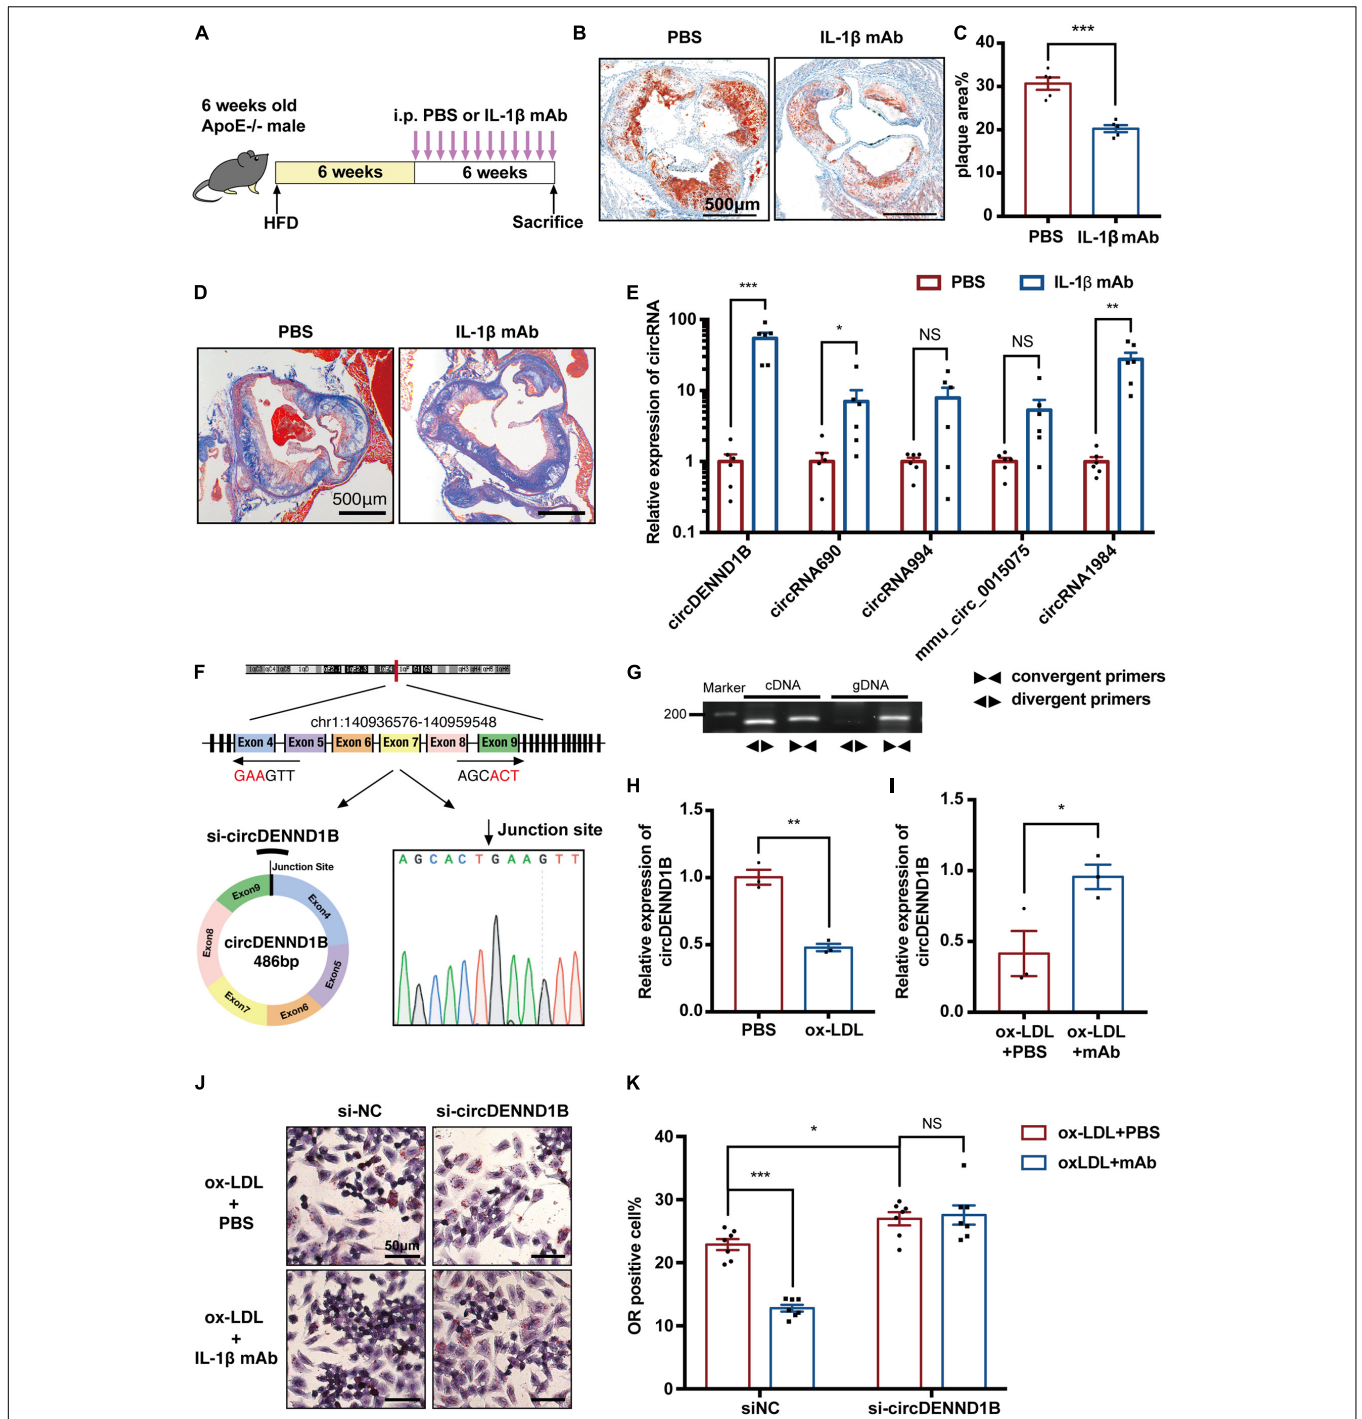 A
6 weeks old
ApoE-/- male
i.p. PBS or IL-1β mAb
6 weeks
6 weeks
HFD
Sacrifice
B
PBS
IL-1β mAb
500μm
C
plaque area%
***
40
30
20
10
0
PBS
IL-1β mAb
D
PBS
IL-1β mAb
500μm
E
PBS
IL-1β mAb
Relative expression of circRNA
100
10
1
0.1
***
*
NS
NS
**
circDENND1B
circRNA690
circRNA994
mmu_circ_0015075
circRNA1984
F
chr1:140936576-140959548
Exon 4
Exon 5
Exon 6
Exon 7
Exon 8
Exon 9
GAAGTT
AGCACT
si-circDENND1B
Junction Site
Exon9
Exon4
Exon8
Exon5
Exon7
Exon6
circDENND1B
486bp
Junction site
A G C A C T G A A G T T
G
Marker
cDNA
gDNA
200
convergent primers
divergent primers
H
Relative expression of
circDENND1B
1.5
1.0
0.5
0.0
**
PBS
ox-LDL
I
Relative expression of
circDENND1B
1.5
1.0
0.5
0.0
*
ox-LDL
+PBS
ox-LDL
+mAb
J
si-NC
si-circDENND1B
ox-LDL
+
PBS
50μm
ox-LDL
+
IL-1β mAb
K
OR positive cell%
40
30
20
10
0
*
***
NS
ox-LDL+PBS
oxLDL+mAb
siNC
si-circDENND1B